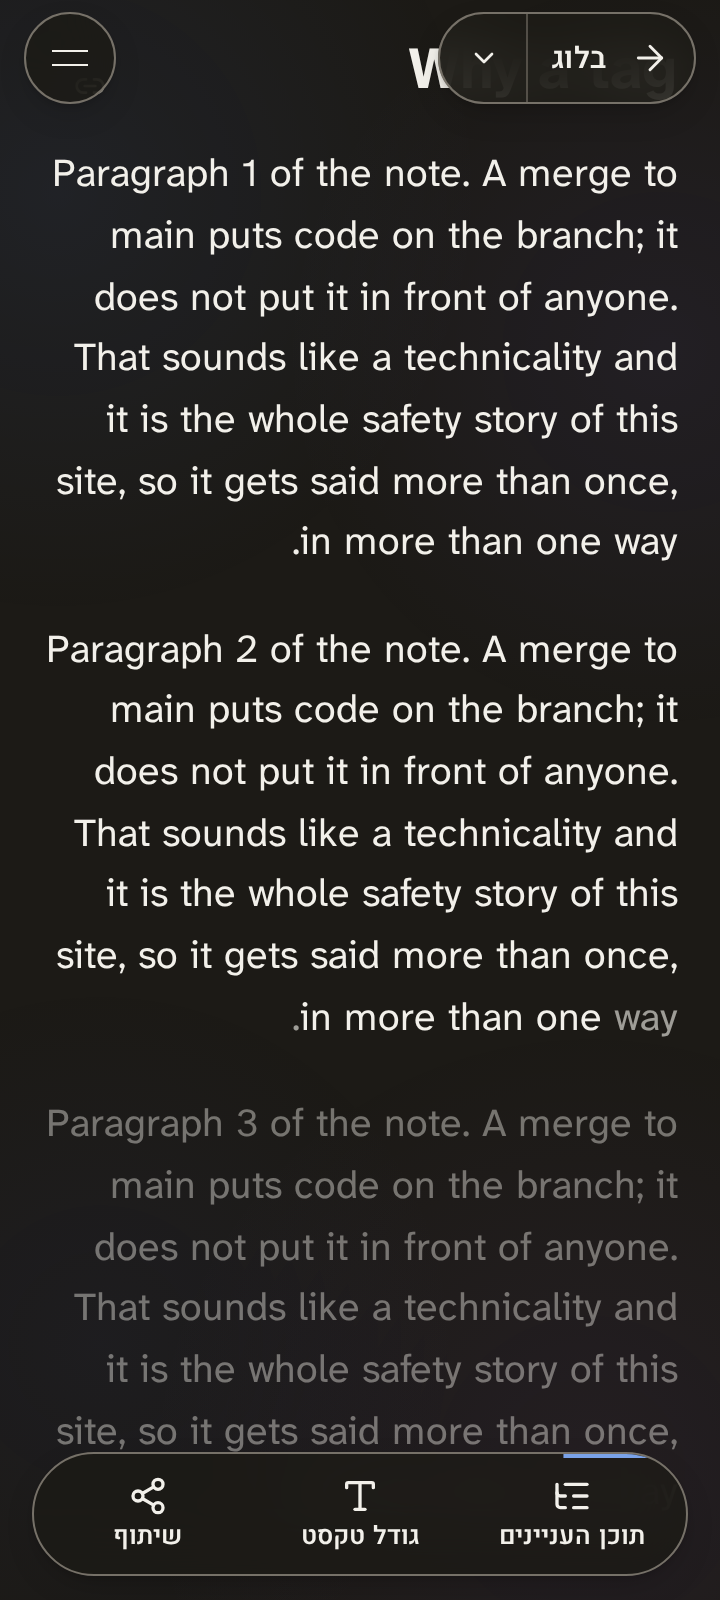 בלוג
Why a tag
Paragraph 1 of the note. A merge to
main puts code on the branch; it
does not put it in front of anyone.
That sounds like a technicality and
it is the whole safety story of this
site, so it gets said more than once,
in more than one way.
Paragraph 2 of the note. A merge to
main puts code on the branch; it
does not put it in front of anyone.
That sounds like a technicality and
it is the whole safety story of this
site, so it gets said more than once,
in more than one way.
Paragraph 3 of the note. A merge to
main puts code on the branch; it
does not put it in front of anyone.
That sounds like a technicality and
it is the whole safety story of this
site, so it gets said more than once,
תוכן העניינים
גודל טקסט
שיתוף